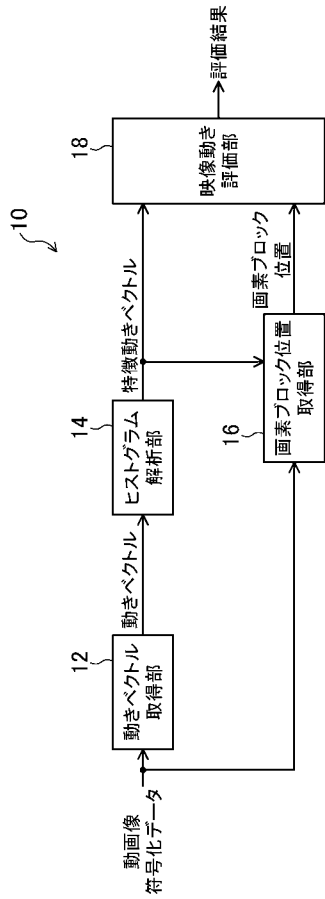 10
動画像
符号化データ
12
動きベクトル
取得部
動きベクトル
14
ヒストグラム
解析部
特徴動きベクトル
16
画素ブロック位置
取得部
画素ブロック
位置
18
映像動き
評価部
評価結果